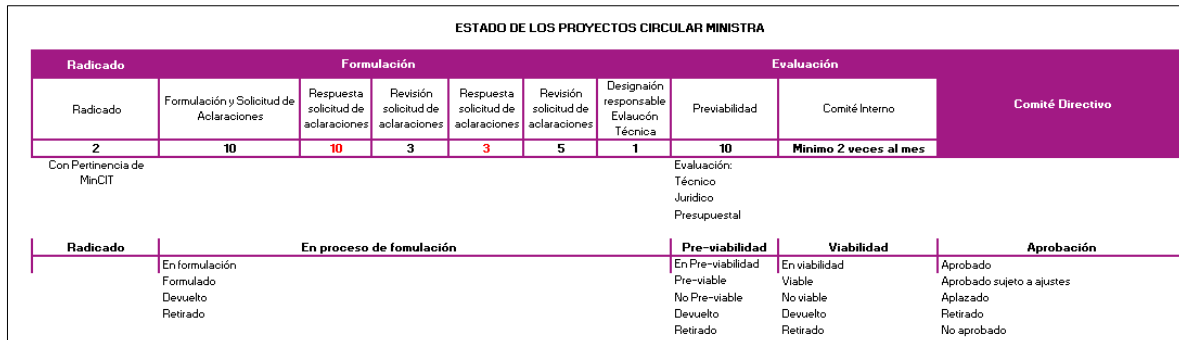 ESTADO DE LOS PROYECTOS CIRCULAR MINISTRA
Radicado Formulación Evaluación Comité Directivo
Radicado
Formulación y Solicitud de
Aclaraciones
Respuesta
solicitud de
aclaraciones
Revisión
solicitud de
aclaraciones
Respuesta
solicitud de
aclaraciones
Revisión
solicitud de
aclaraciones
Designaión
responsable
Evlaucón
Técnica
Previabilidad
Comité Interno
2 10 10 3 3 5 1 10 Minimo 2 veces al mes
Con Pertinencia de
MinCIT
Evaluación:
Técnico
Juridico
Presupuestal
Radicado En proceso de fomulación Pre-viabilidad Viabilidad Aprobación
En formulación
Formulado
Devuelto
Retirado
En Pre-viabilidad
Pre-viable
No Pre-viable
Devuelto
Retirado
En viabilidad
Viable
No viable
Devuelto
Retirado
Aprobado
Aprobado sujeto a ajustes
Aplazado
Retirado
No aprobado